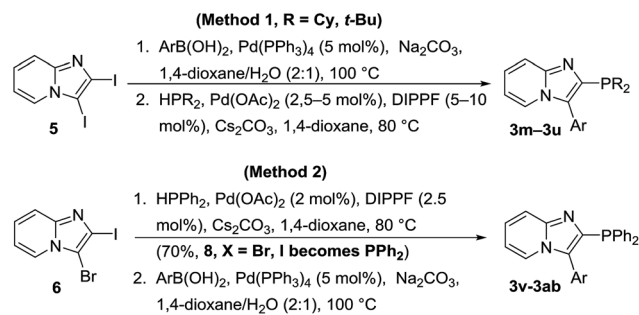 (Method 1, R = Cy, t-Bu)
1. ArB(OH)2, Pd(PPh3)4 (5 mol%), Na2CO3,
1,4-dioxane/H2O (2:1), 100 °C
2. HPR2, Pd(OAc)2 (2,5–5 mol%), DIPPF (5–10
mol%), Cs2CO3, 1,4-dioxane, 80 °C
N
N
I
I
5
N
N
PR2
Ar
3m–3u
(Method 2)
1. HPPh2, Pd(OAc)2 (2 mol%), DIPPF (2.5
mol%), Cs2CO3, 1,4-dioxane, 80 °C
(70%, 8, X = Br, I becomes PPh2)
2. ArB(OH)2, Pd(PPh3)4 (5 mol%), Na2CO3,
1,4-dioxane/H2O (2:1), 100 °C
N
N
I
Br
6
N
N
PPh2
Ar
3v-3ab